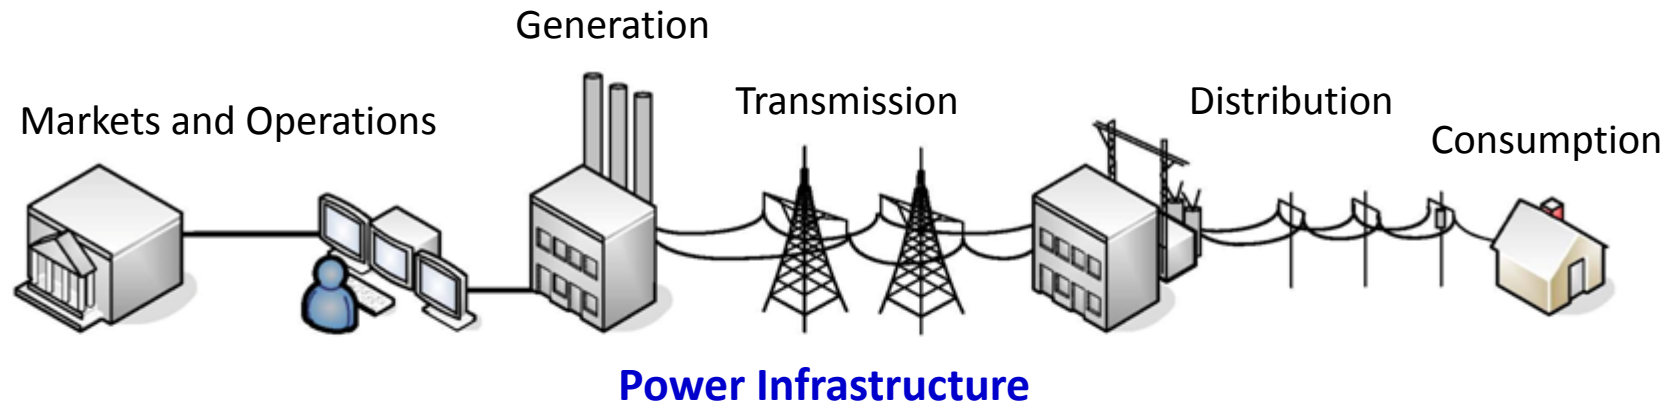 Generation
Markets and Operations
Transmission
Distribution
Consumption
Power Infrastructure